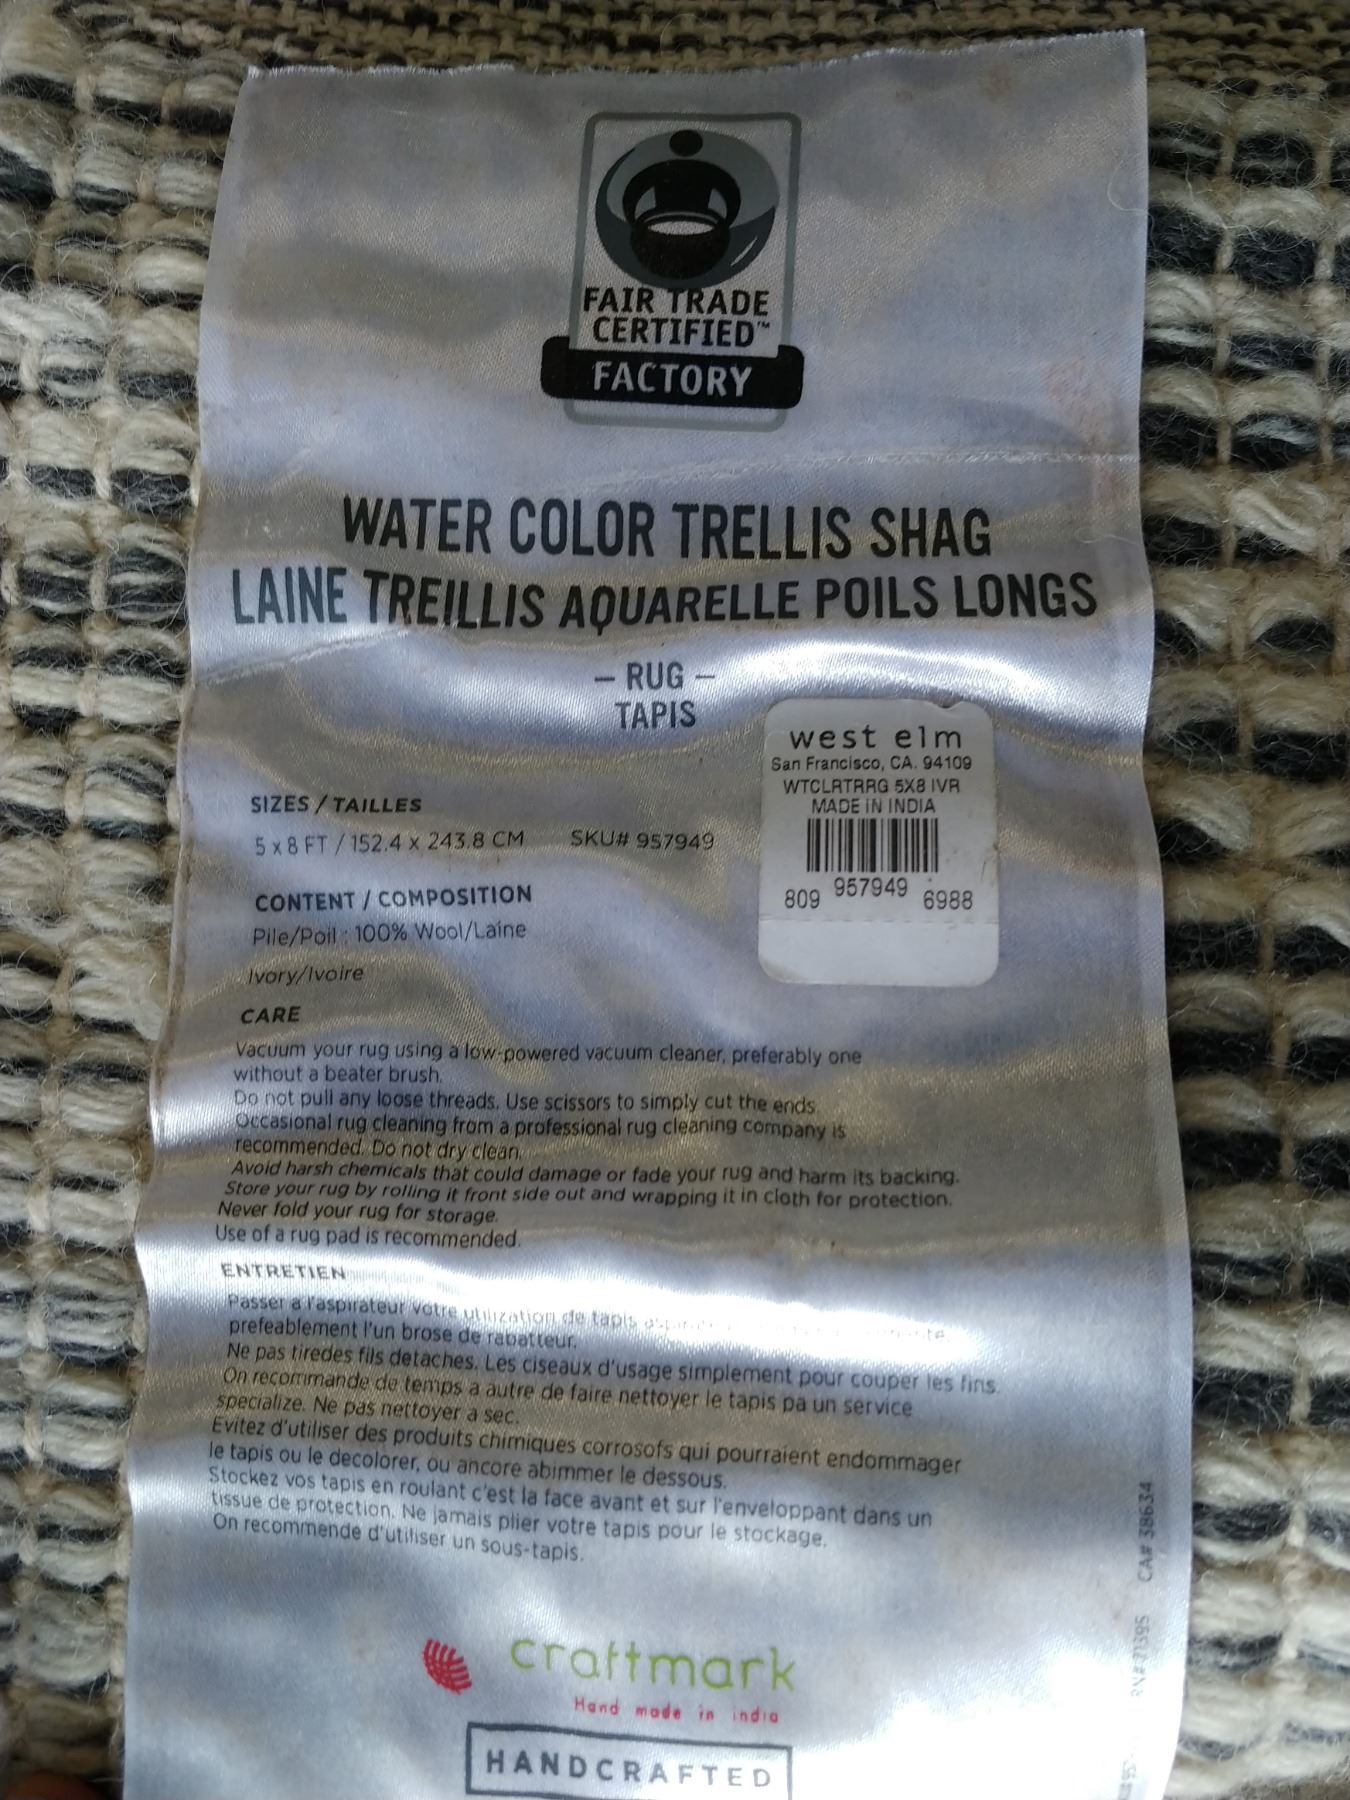 FAIR TRADE
CERTIFIED™
FACTORY
WATER COLOR TRELLIS SHAG
LAINE TREILLIS AQUARELLE POILS LONGS
– RUG –
TAPIS
west elm
San Francisco, CA. 94109
WTCLRTRRG 5X8 IVR
MADE IN INDIA
809 957949 6988
SIZES / TAILLES
5 x 8 FT / 152.4 x 243.8 CM SKU# 957949
CONTENT / COMPOSITION
Pile/Poil : 100% Wool/Laine
Ivory/Ivoire
CARE
Vacuum your rug using a low-powered vacuum cleaner, preferably one
without a beater brush.
Do not pull any loose threads. Use scissors to simply cut the ends.
Occasional rug cleaning from a professional rug cleaning company is
recommended. Do not dry clean.
Avoid harsh chemicals that could damage or fade your rug and harm its backing.
Store your rug by rolling it front side out and wrapping it in cloth for protection.
Never fold your rug for storage.
Use of a rug pad is recommended.
ENTRETIEN
Passer a l'aspirateur votre utilization de tapis
prefeablement l'un brose de rabatteur.
Ne pas tiredes fils detaches. Les ciseaux d'usage simplement pour couper les fins.
On recommande de temps a autre de faire nettoyer le tapis pa un service
specialize. Ne pas nettoyer a sec.
Evitez d'utiliser des produits chimiques corrosofs qui pourraient endommager
le tapis ou le decolorer, ou ancore abimmer le dessous.
Stockez vos tapis en roulant c'est la face avant et sur l'enveloppant dans un
tissue de protection. Ne jamais plier votre tapis pour le stockage.
On recommende d'utiliser un sous-tapis.
RN# 71395 CA# 38634
craftmark
Hand made in india
HANDCRAFTED